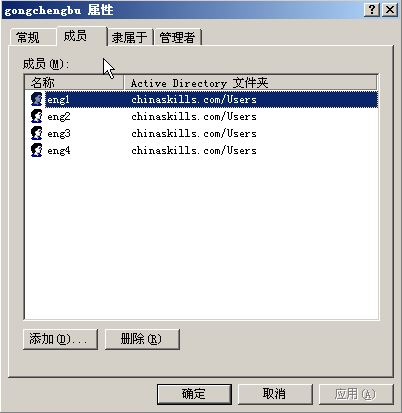 gongchengbu 属性
常规 成员 隶属于 管理者
成员(M):
名称 Active Directory 文件夹
eng1 chinaskills.com/Users
eng2 chinaskills.com/Users
eng3 chinaskills.com/Users
eng4 chinaskills.com/Users
添加(D)... 删除(R)
确定 取消 应用(A)